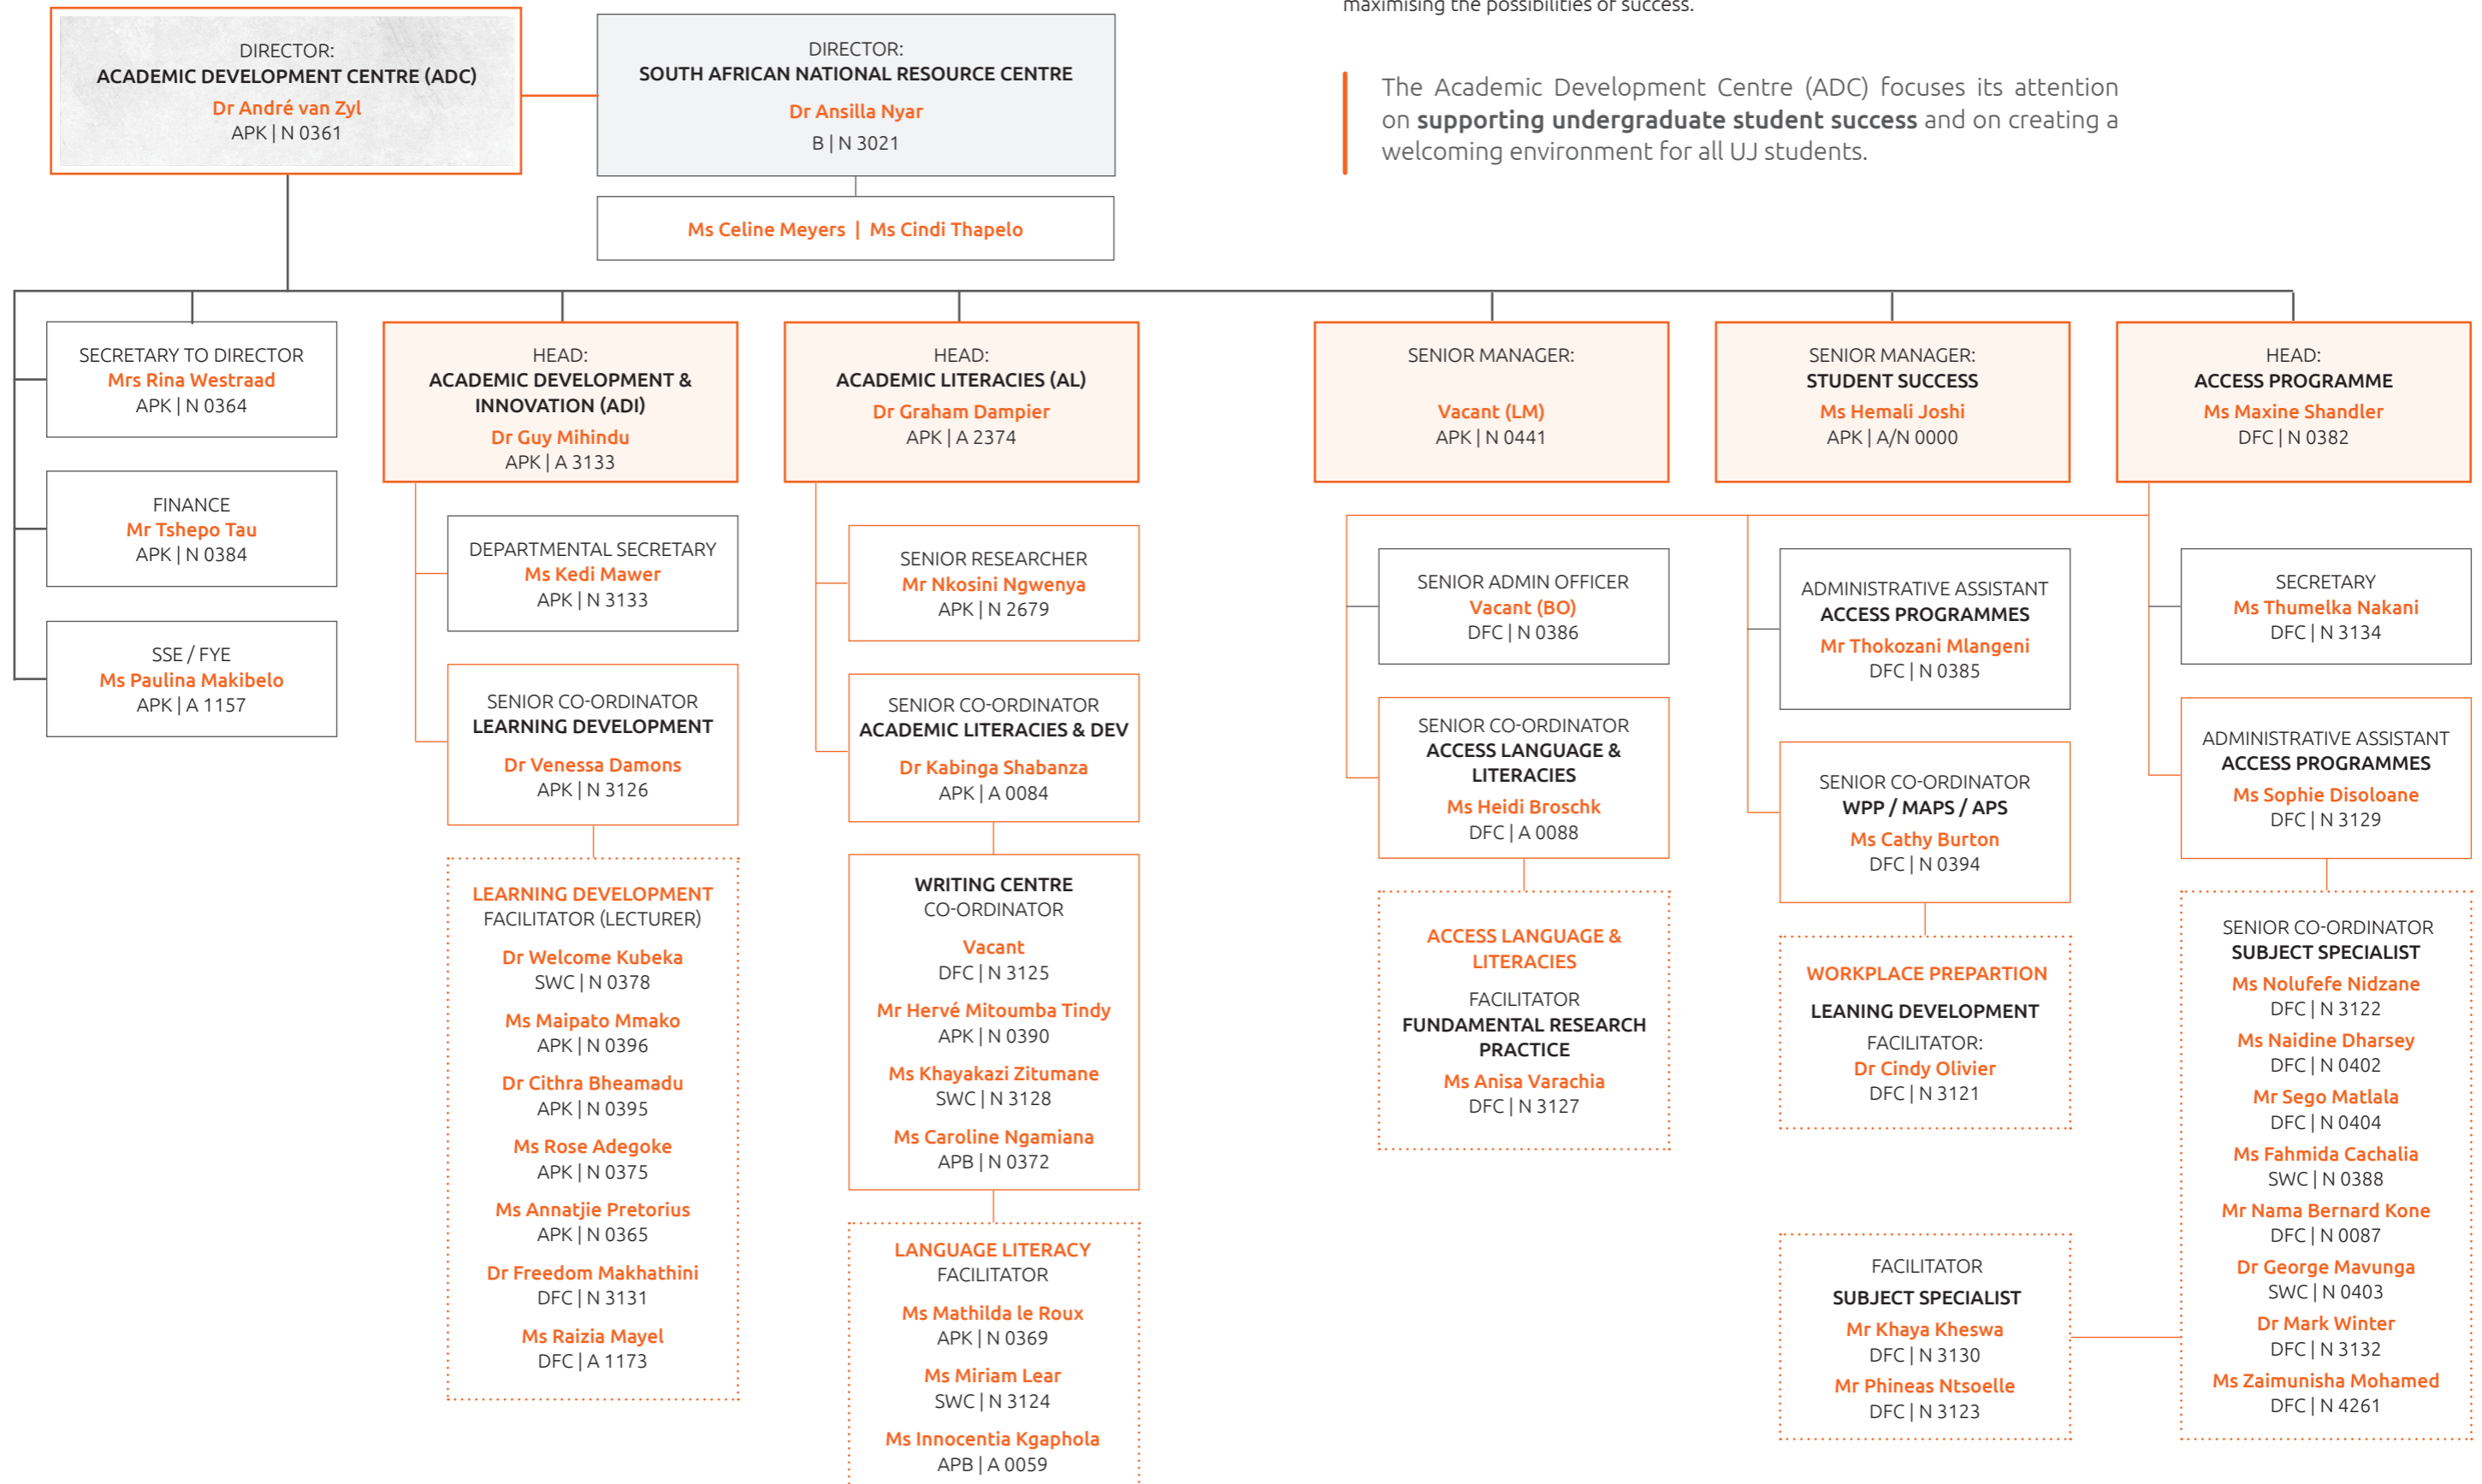 maximising the possibilities of success.
DIRECTOR:
ACADEMIC DEVELOPMENT CENTRE (ADC)
Dr André van Zyl
APK | N 0361
DIRECTOR:
SOUTH AFRICAN NATIONAL RESOURCE CENTRE
Dr Ansilla Nyar
B | N 3021
Ms Celine Meyers | Ms Cindi Thapelo
The Academic Development Centre (ADC) focuses its attention
on supporting undergraduate student success and on creating a
welcoming environment for all UJ students.
SECRETARY TO DIRECTOR
Mrs Rina Westraad
APK | N 0364
FINANCE
Mr Tshepo Tau
APK | N 0384
SSE / FYE
Ms Paulina Makibelo
APK | A 1157
HEAD:
ACADEMIC DEVELOPMENT &
INNOVATION (ADI)
Dr Guy Mihindu
APK | A 3133
DEPARTMENTAL SECRETARY
Ms Kedi Mawer
APK | N 3133
SENIOR CO-ORDINATOR
LEARNING DEVELOPMENT
Dr Venessa Damons
APK | N 3126
LEARNING DEVELOPMENT
FACILITATOR (LECTURER)
Dr Welcome Kubeka
SWC | N 0378
Ms Maipato Mmako
APK | N 0396
Dr Cithra Bheamadu
APK | N 0395
Ms Rose Adegoke
APK | N 0375
Ms Annatjie Pretorius
APK | N 0365
Dr Freedom Makhathini
DFC | N 3131
Ms Raizia Mayel
DFC | A 1173
HEAD:
ACADEMIC LITERACIES (AL)
Dr Graham Dampier
APK | A 2374
SENIOR RESEARCHER
Mr Nkosini Ngwenya
APK | N 2679
SENIOR CO-ORDINATOR
ACADEMIC LITERACIES & DEV
Dr Kabinga Shabanza
APK | A 0084
WRITING CENTRE
CO-ORDINATOR
Vacant
DFC | N 3125
Mr Hervé Mitoumba Tindy
APK | N 0390
Ms Khayakazi Zitumane
SWC | N 3128
Ms Caroline Ngamiana
APB | N 0372
LANGUAGE LITERACY
FACILITATOR
Ms Mathilda le Roux
APK | N 0369
Ms Miriam Lear
SWC | N 3124
Ms Innocentia Kgaphola
APB | A 0059
SENIOR MANAGER:
Vacant (LM)
APK | N 0441
SENIOR ADMIN OFFICER
Vacant (BO)
DFC | N 0386
SENIOR CO-ORDINATOR
ACCESS LANGUAGE &
LITERACIES
Ms Heidi Broschk
DFC | A 0088
ACCESS LANGUAGE &
LITERACIES
FACILITATOR
FUNDAMENTAL RESEARCH
PRACTICE
Ms Anisa Varachia
DFC | N 3127
SENIOR MANAGER:
STUDENT SUCCESS
Ms Hemali Joshi
APK | A/N 0000
ADMINISTRATIVE ASSISTANT
ACCESS PROGRAMMES
Mr Thokozani Mlangeni
DFC | N 0385
SENIOR CO-ORDINATOR
WPP / MAPS / APS
Ms Cathy Burton
DFC | N 0394
WORKPLACE PREPARTION
LEANING DEVELOPMENT
FACILITATOR:
Dr Cindy Olivier
DFC | N 3121
FACILITATOR
SUBJECT SPECIALIST
Mr Khaya Kheswa
DFC | N 3130
Mr Phineas Ntsoelle
DFC | N 3123
HEAD:
ACCESS PROGRAMME
Ms Maxine Shandler
DFC | N 0382
SECRETARY
Ms Thumelka Nakani
DFC | N 3134
ADMINISTRATIVE ASSISTANT
ACCESS PROGRAMMES
Ms Sophie Disoloane
DFC | N 3129
SENIOR CO-ORDINATOR
SUBJECT SPECIALIST
Ms Nolufefe Nidzane
DFC | N 3122
Ms Naidine Dharsey
DFC | N 0402
Mr Sego Matlala
DFC | N 0404
Ms Fahmida Cachalia
SWC | N 0388
Mr Nama Bernard Kone
DFC | N 0087
Dr George Mavunga
SWC | N 0403
Dr Mark Winter
DFC | N 3132
Ms Zaimunisha Mohamed
DFC | N 4261